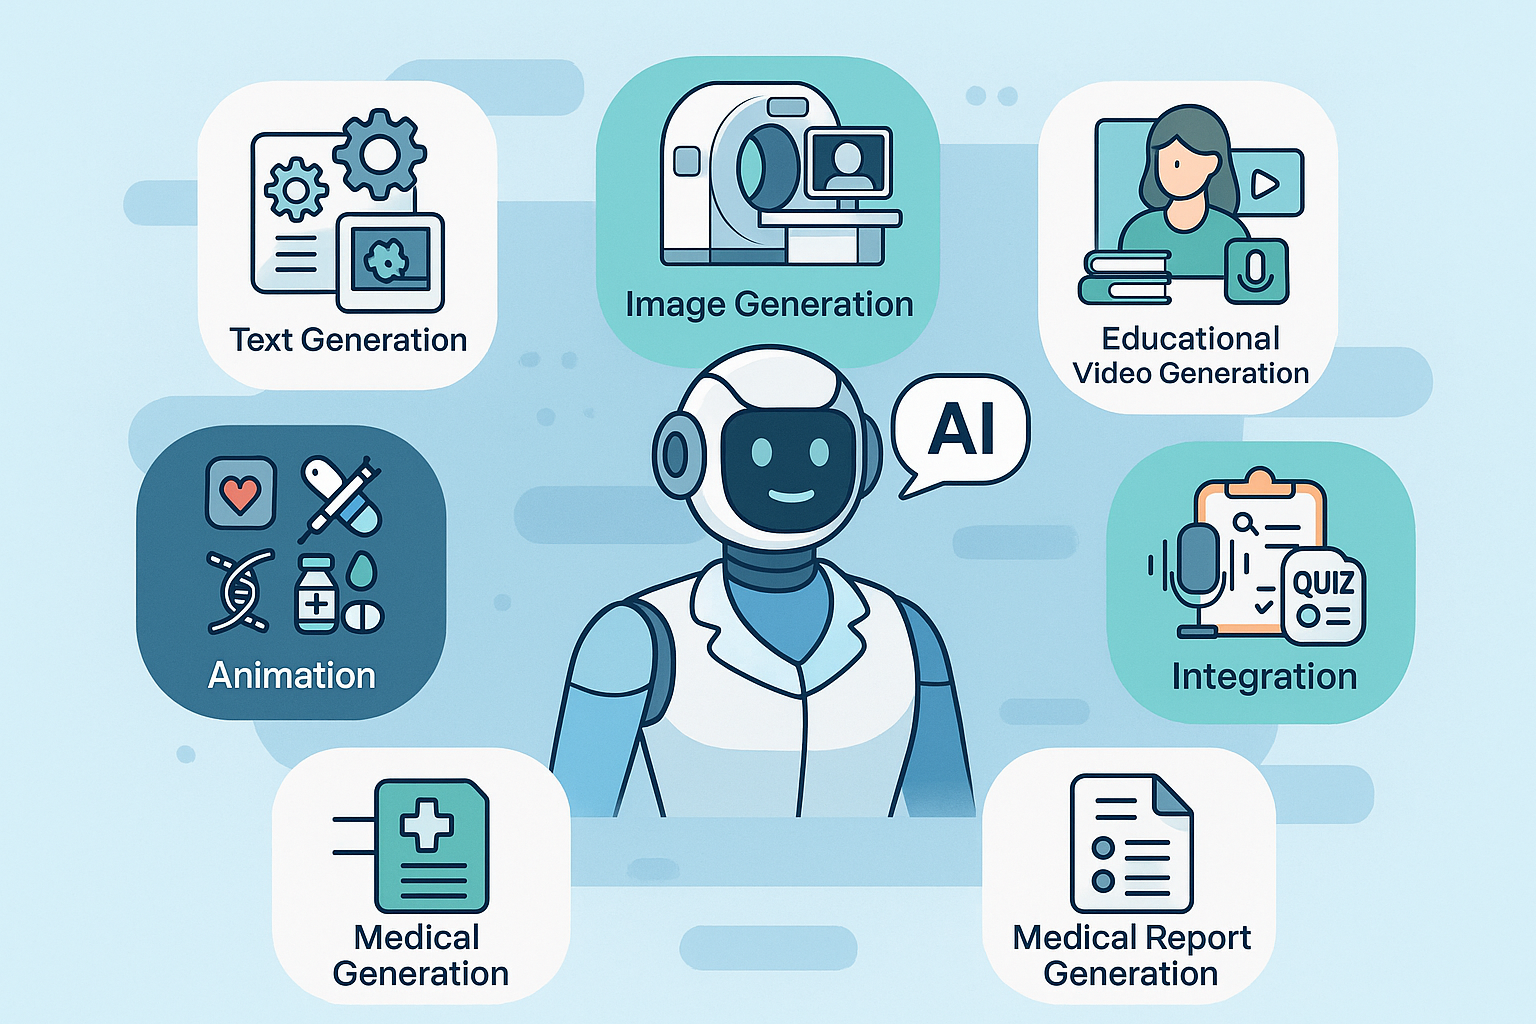 Text Generation
Image Generation
Educational
Video Generation
AI
Animation
QUIZ
Integration
Medical
Generation
Medical Report
Generation